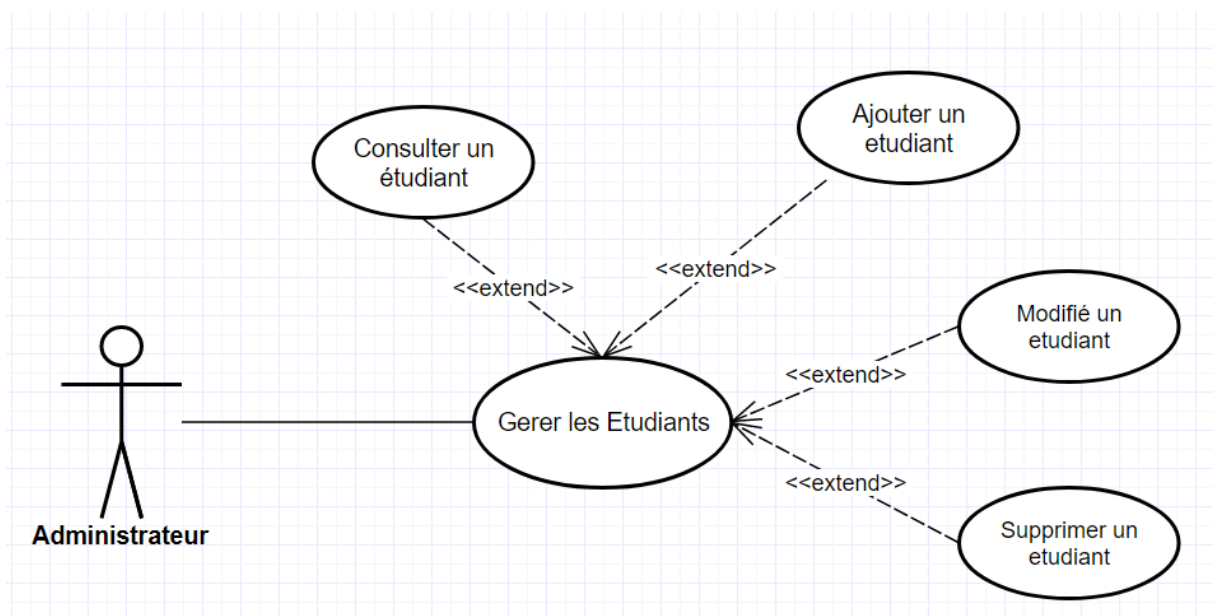 Ajouter un
etudiant
Consulter un
étudiant
<<extend>>
<<extend>>
Modifié un
etudiant
<<extend>>
Gerer les Etudiants
<<extend>>
Supprimer un
etudiant
Administrateur